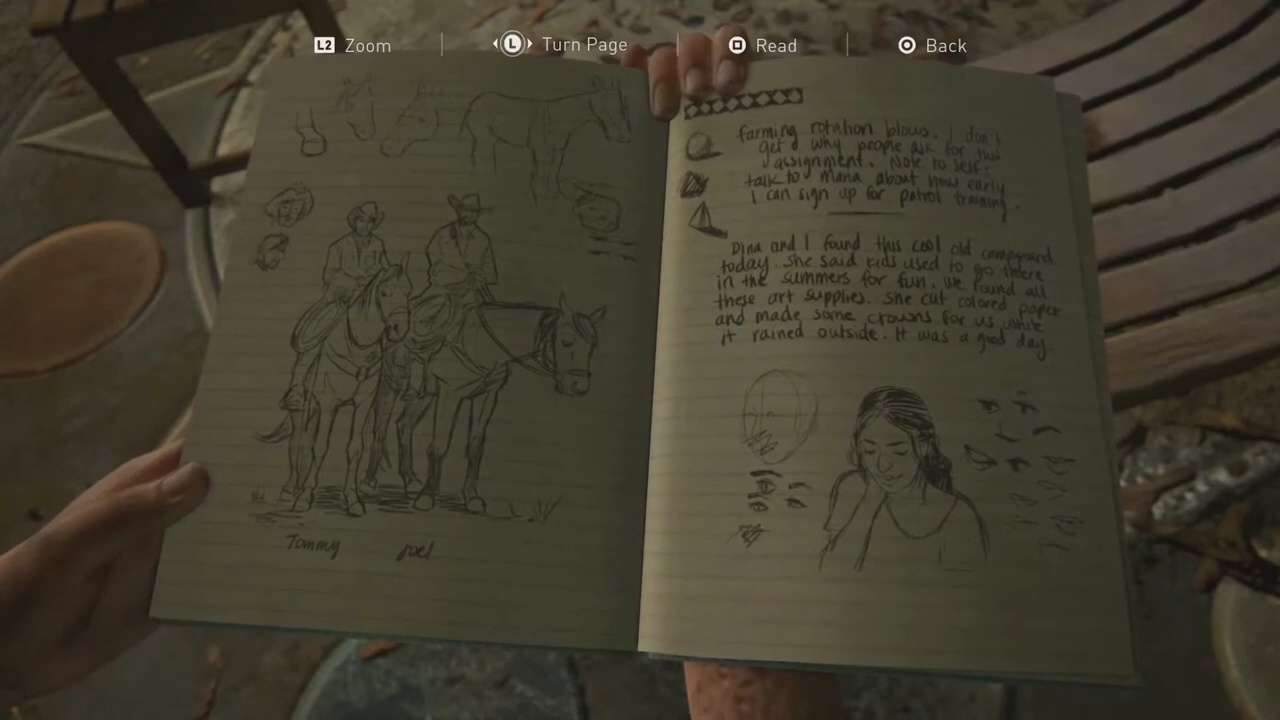 L2 Zoom
L Turn Page
Read
Back
farming rotation blows. I don't
get why people ask for this
assignment. Note to self:
talk to Maria about how early
I can sign up for patrol training.
Dina and I found this cool old campground
today. She said kids used to go there
in the summers for fun. We found all
these art supplies. She cut colored paper
and made some crowns for us while
it rained outside. It was a good day.
Tommy Joel